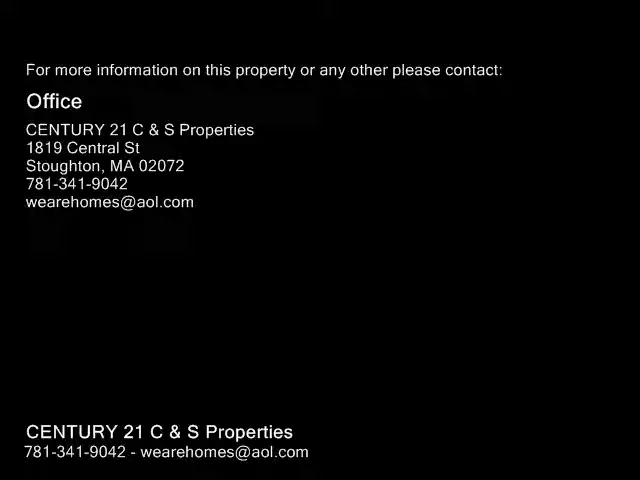 For more information on this property or any other please contact:
Office
CENTURY 21 C & S Properties
1819 Central St
Stoughton, MA 02072
781-341-9042
wearehomes@aol.com
CENTURY 21 C & S Properties
781-341-9042 - wearehomes@aol.com